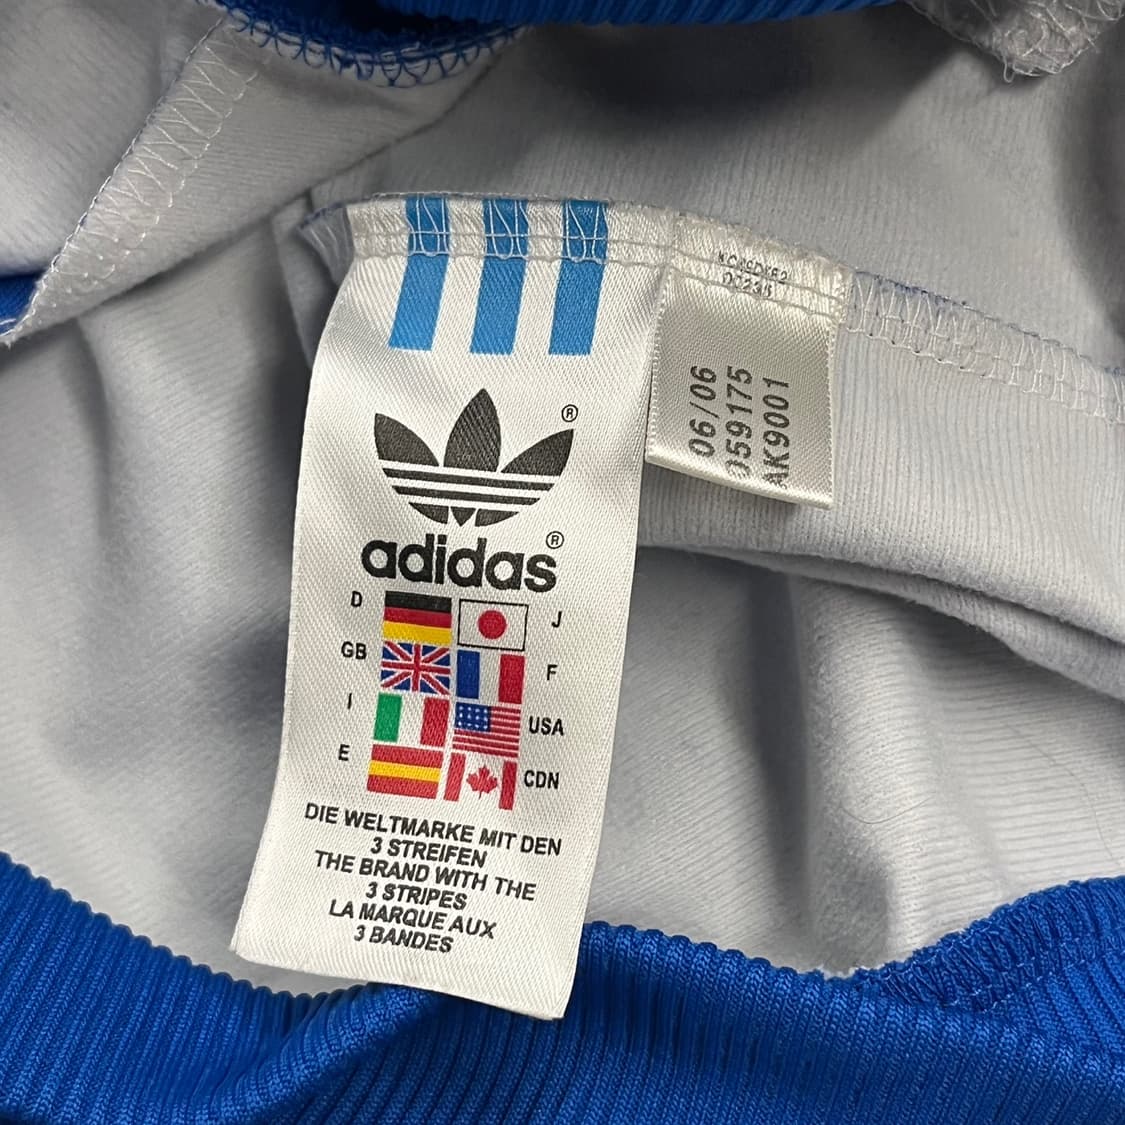 ®
adidas®
D J
GB F
I USA
E CDN
DIE WELTMARKE MIT DEN
3 STREIFEN
THE BRAND WITH THE
3 STRIPES
LA MARQUE AUX
3 BANDES
06/06
059175
AK9001